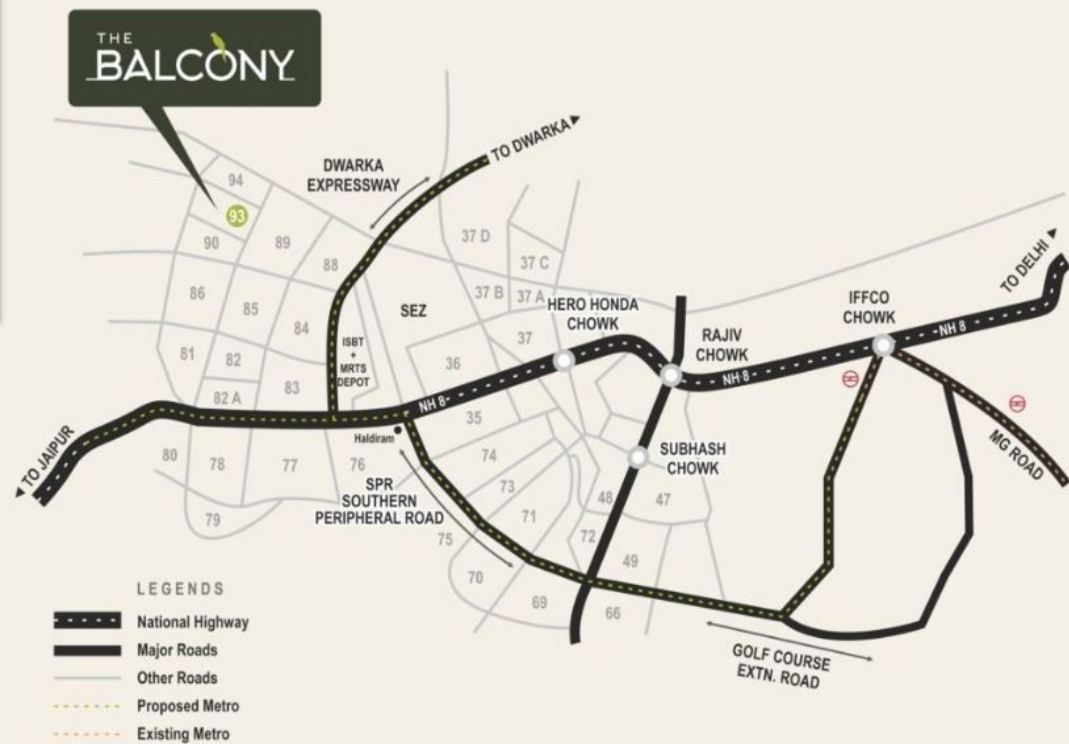 THE
BALCONY
TO DWARKA
DWARKA
EXPRESSWAY
94
93
90
89
88
86
85
84
81
82
82 A
83
ISBT
+
MRTS
DEPOT
SEZ
37 D
37 C
37 B
37 A
37
36
35
HERO HONDA
CHOWK
RAJIV
CHOWK
IFFCO
CHOWK
TO DELHI
NH 8
NH 8
NH 8
MG ROAD
SUBHASH
CHOWK
TO JAIPUR
Haldiram
80
78
77
76
79
SPR
SOUTHERN
PERIPHERAL ROAD
74
73
71
75
70
69
72
48
47
49
66
GOLF COURSE
EXTN. ROAD
LEGENDS
National Highway
Major Roads
Other Roads
Proposed Metro
Existing Metro